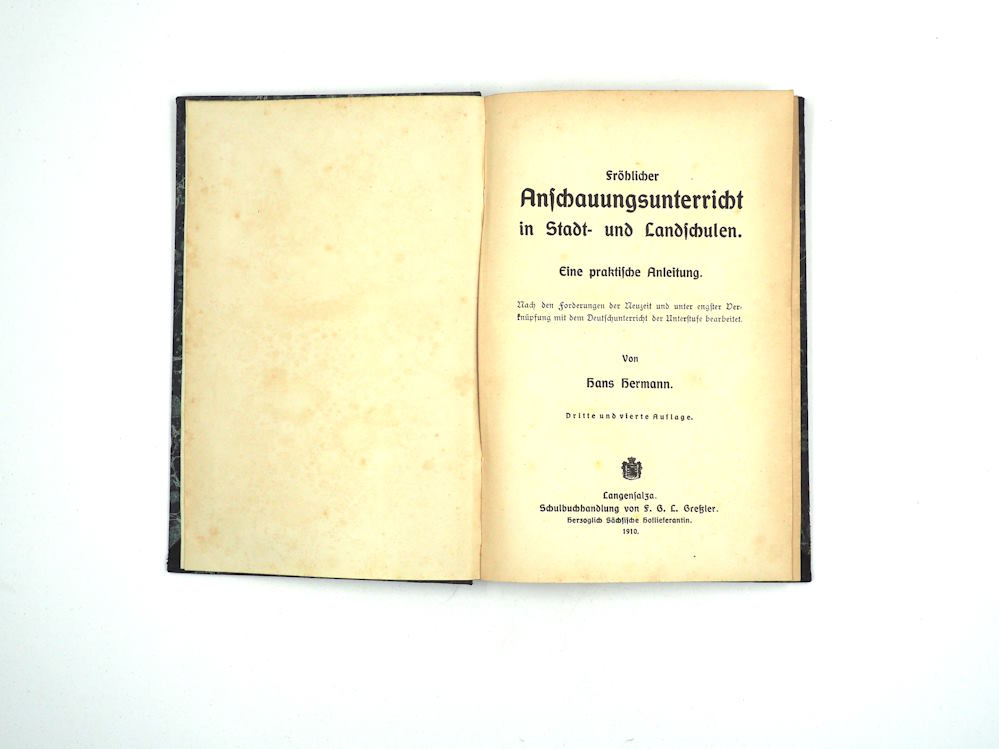 Fröhlicher
Anſchauungsunterricht
in Stadt- und Landſchulen.
Eine praktiſche Anleitung.
Nach den Forderungen der Neuzeit und unter engſter Ver-
knüpfung mit dem Deutſchunterricht der Unterſtufe bearbeitet.
Von
Hans Hermann.
Dritte und vierte Auflage.
Langenſalza.
Schulbuchhandlung von F. G. L. Greßler.
Herzoglich Sächſiſche Hoflieferantin.
1910.